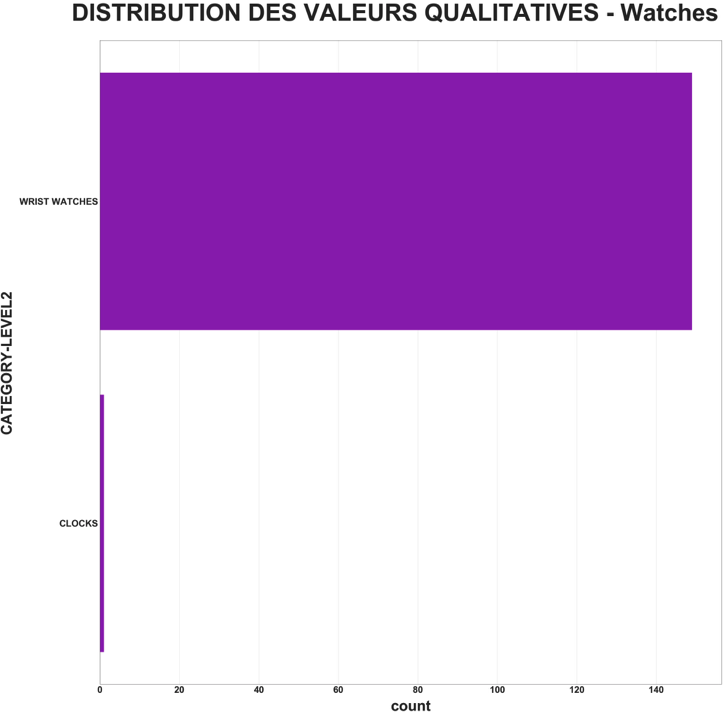 DISTRIBUTION DES VALEURS QUALITATIVES - Watches
CATEGORY-LEVEL2
WRIST WATCHES
CLOCKS
0 20 40 60 80 100 120 140
count